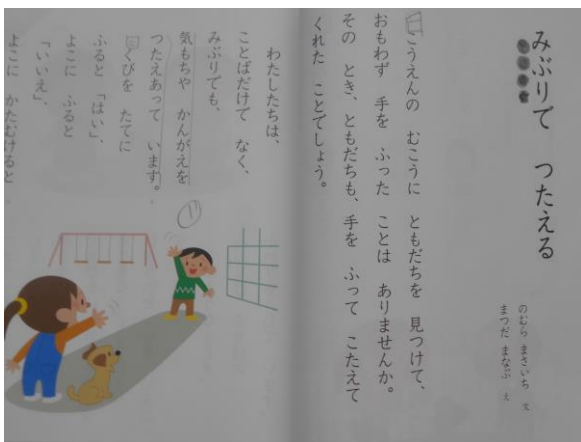 みぶりで　つたえる
のむら　まさいち　文
まつだ　まなぶ　え
こうえんの　むこうに　ともだちを　見つけて、
おもわず　手を　ふった　ことは　ありませんか。
その　とき、ともだちも、手を　ふって　こたえて
くれた　ことでしょう。
わたしたちは、
ことばだけで　なく、
みぶりでも、
気もちや　かんがえを
つたえあって　います。
くびを　たてに
ふると　「はい」、
よこに　ふると
「いいえ」、
よこに　かたむけると